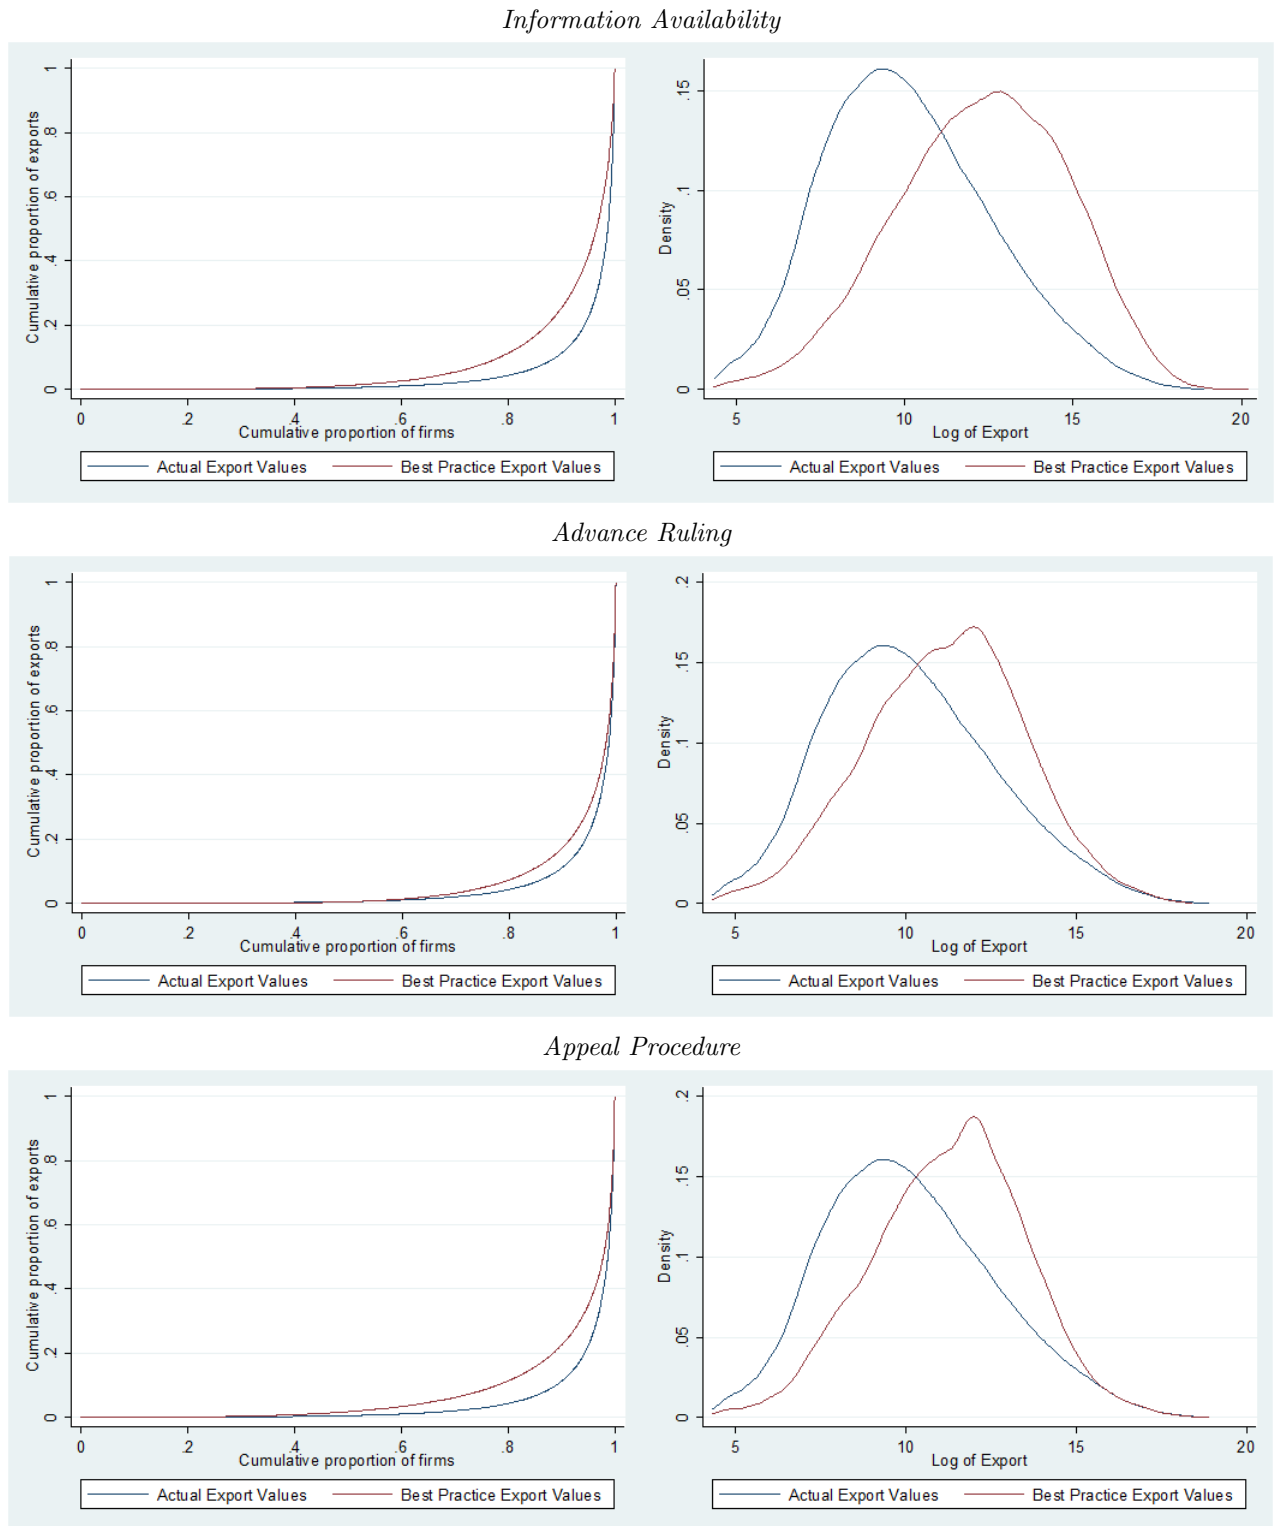 Information Availability
Cumulative proportion of exports
1
.8
.6
.4
.2
0
0 .2 .4 .6 .8 1
Cumulative proportion of firms
Actual Export Values Best Practice Export Values
Density
.15
.1
.05
0
5 10 15 20
Log of Export
Actual Export Values Best Practice Export Values
Advance Ruling
Cumulative proportion of exports
1
.8
.6
.4
.2
0
0 .2 .4 .6 .8 1
Cumulative proportion of firms
Actual Export Values Best Practice Export Values
Density
.2
.15
.1
.05
0
5 10 15 20
Log of Export
Actual Export Values Best Practice Export Values
Appeal Procedure
Cumulative proportion of exports
1
.8
.6
.4
.2
0
0 .2 .4 .6 .8 1
Cumulative proportion of firms
Actual Export Values Best Practice Export Values
Density
.2
.15
.1
.05
0
5 10 15 20
Log of Export
Actual Export Values Best Practice Export Values